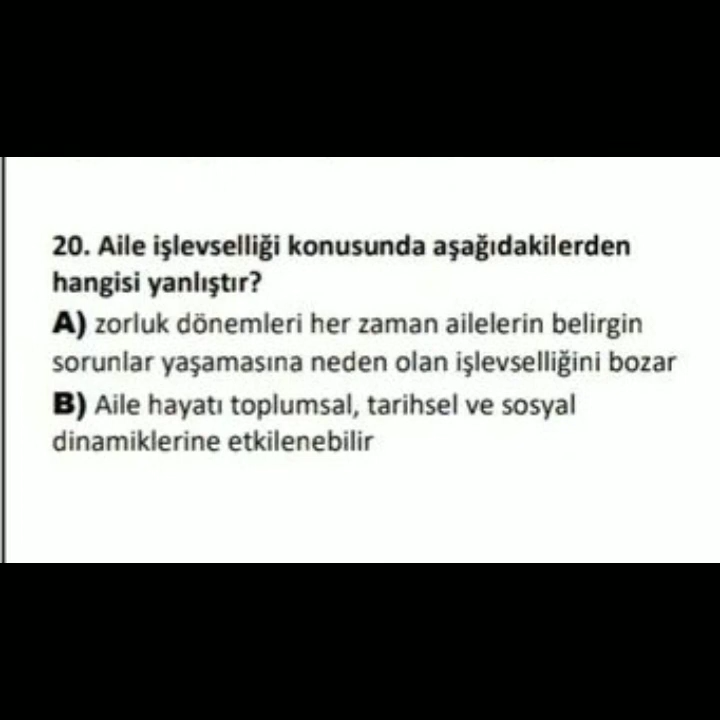 20. Aile işlevselliği konusunda aşağıdakilerden
hangisi yanlıştır?
A) zorluk dönemleri her zaman ailelerin belirgin
sorunlar yaşamasına neden olan işlevselliğini bozar
B) Aile hayatı toplumsal, tarihsel ve sosyal
dinamiklerine etkilenebilir